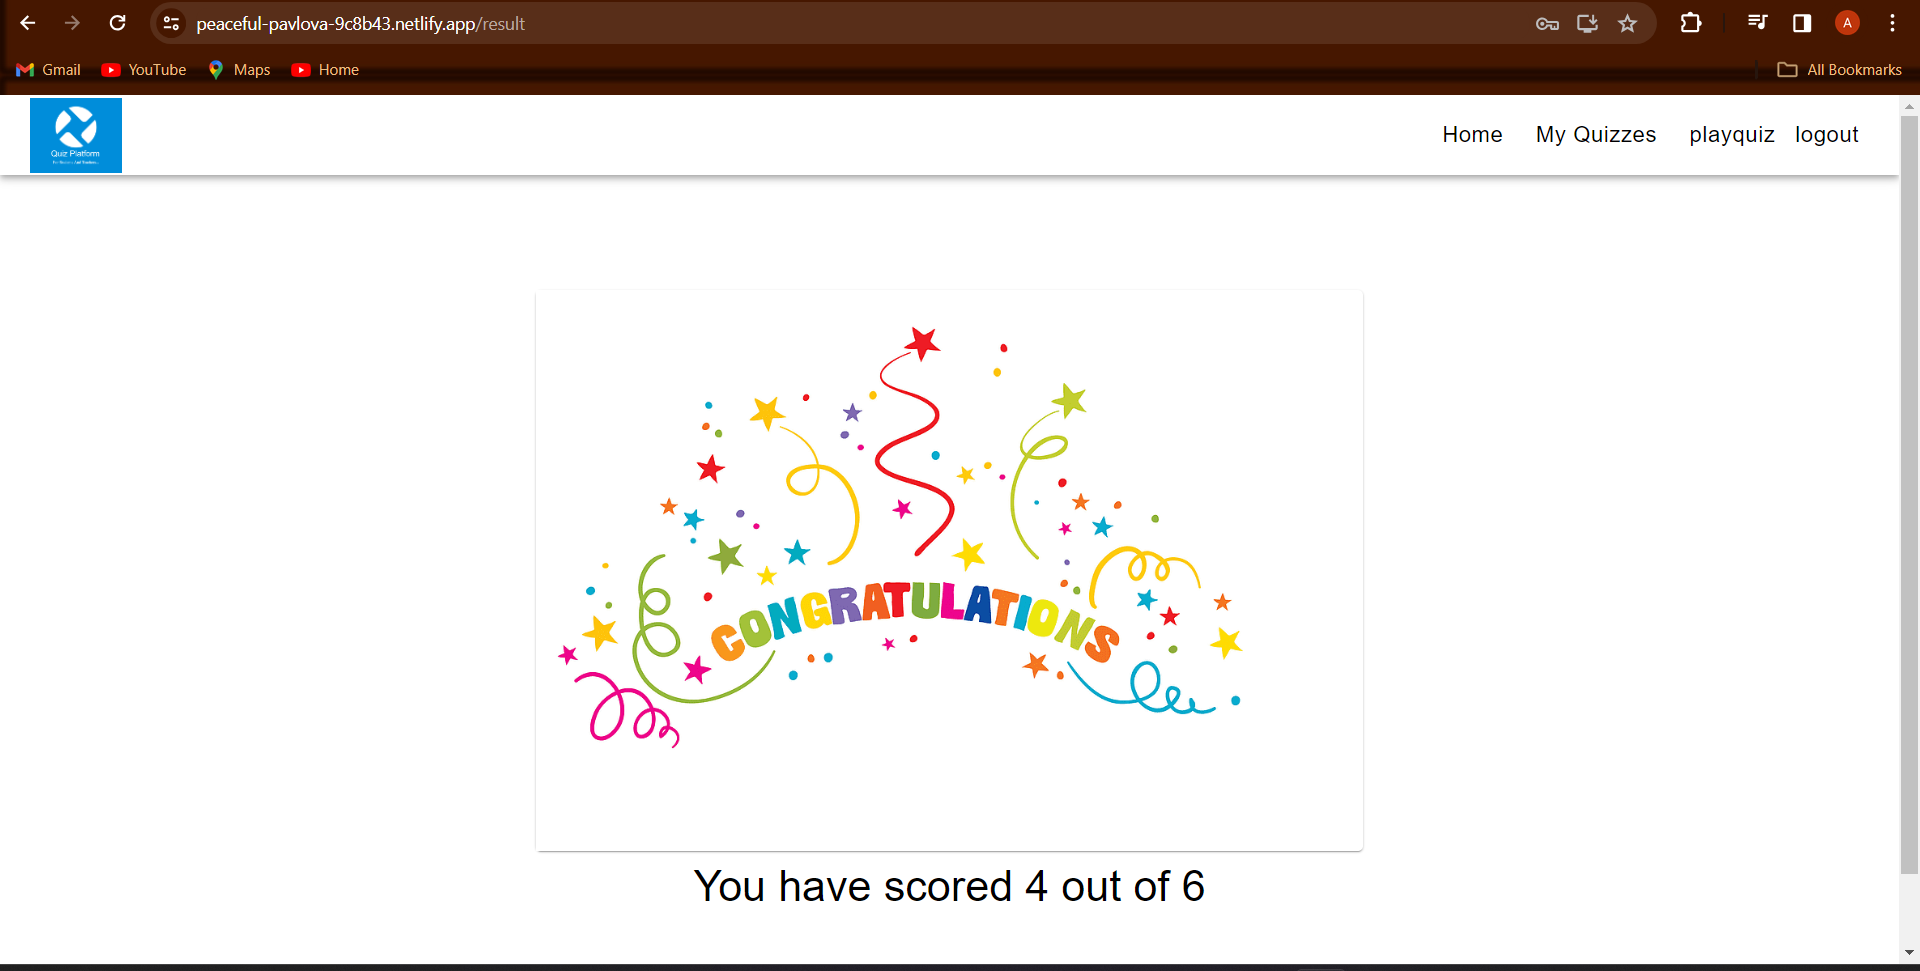 peaceful-pavlova-9c8b43.netlify.app/result
A
Gmail YouTube Maps Home All Bookmarks
Quiz Platform
Home My Quizzes playquiz logout
CONGRATULATIONS
You have scored 4 out of 6